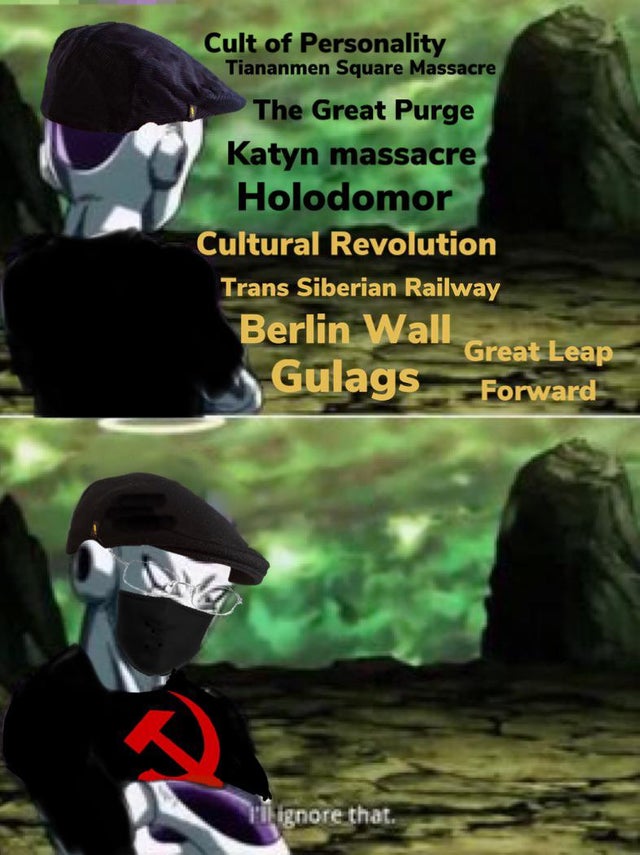 Cult of Personality
Tiananmen Square Massacre
The Great Purge
Katyn massacre
Holodomor
Cultural Revolution
Trans Siberian Railway
Berlin Wall
Gulags
Great Leap
Forward
I'll ignore that.